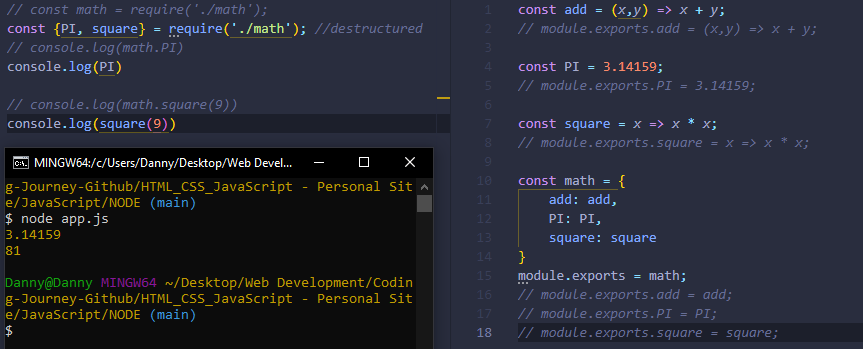 // const math = require('./math');
const {PI, square} = require('./math'); //destructured
// console.log(math.PI)
console.log(PI)
// console.log(math.square(9))
console.log(square(9))
MINGW64:/c/Users/Danny/Desktop/Web Devel...
g-Journey-Github/HTML_CSS_JavaScript - Personal Sit
e/JavaScript/NODE (main)
$ node app.js
3.14159
81
Danny@Danny MINGW64 ~/Desktop/Web Development/Codin
g-Journey-Github/HTML_CSS_JavaScript - Personal Sit
e/JavaScript/NODE (main)
$
1 const add = (x,y) => x + y;
2 // module.exports.add = (x,y) => x + y;
3
4 const PI = 3.14159;
5 // module.exports.PI = 3.14159;
6
7 const square = x => x * x;
8 // module.exports.square = x => x * x;
9
10 const math = {
11 add: add,
12 PI: PI,
13 square: square
14 }
15 module.exports = math;
16 // module.exports.add = add;
17 // module.exports.PI = PI;
18 // module.exports.square = square;